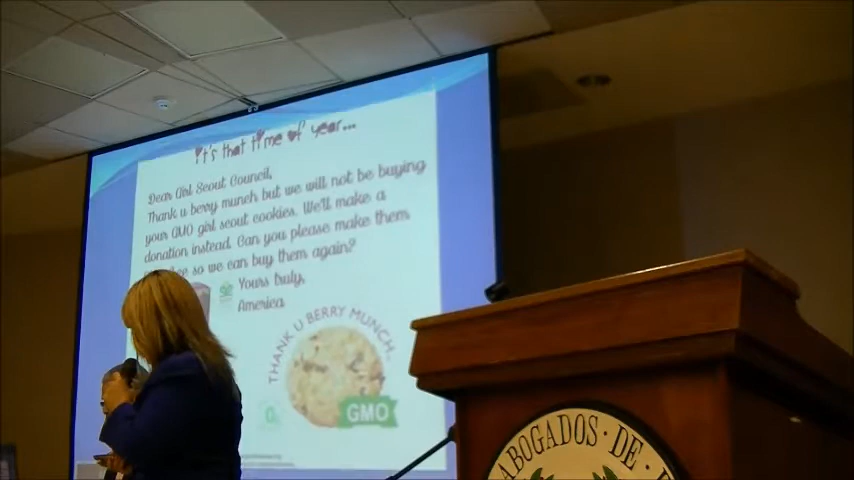 it's that time of year...
Dear Girl Scout Council,
Thank u berry munch but we will not be buying
your GMO girl scout cookies. We'll make a
donation instead. Can you please make them
so we can buy them again?
Yours truly,
America
THANK U BERRY MUNCH.
GMO
ABOGADOS DE